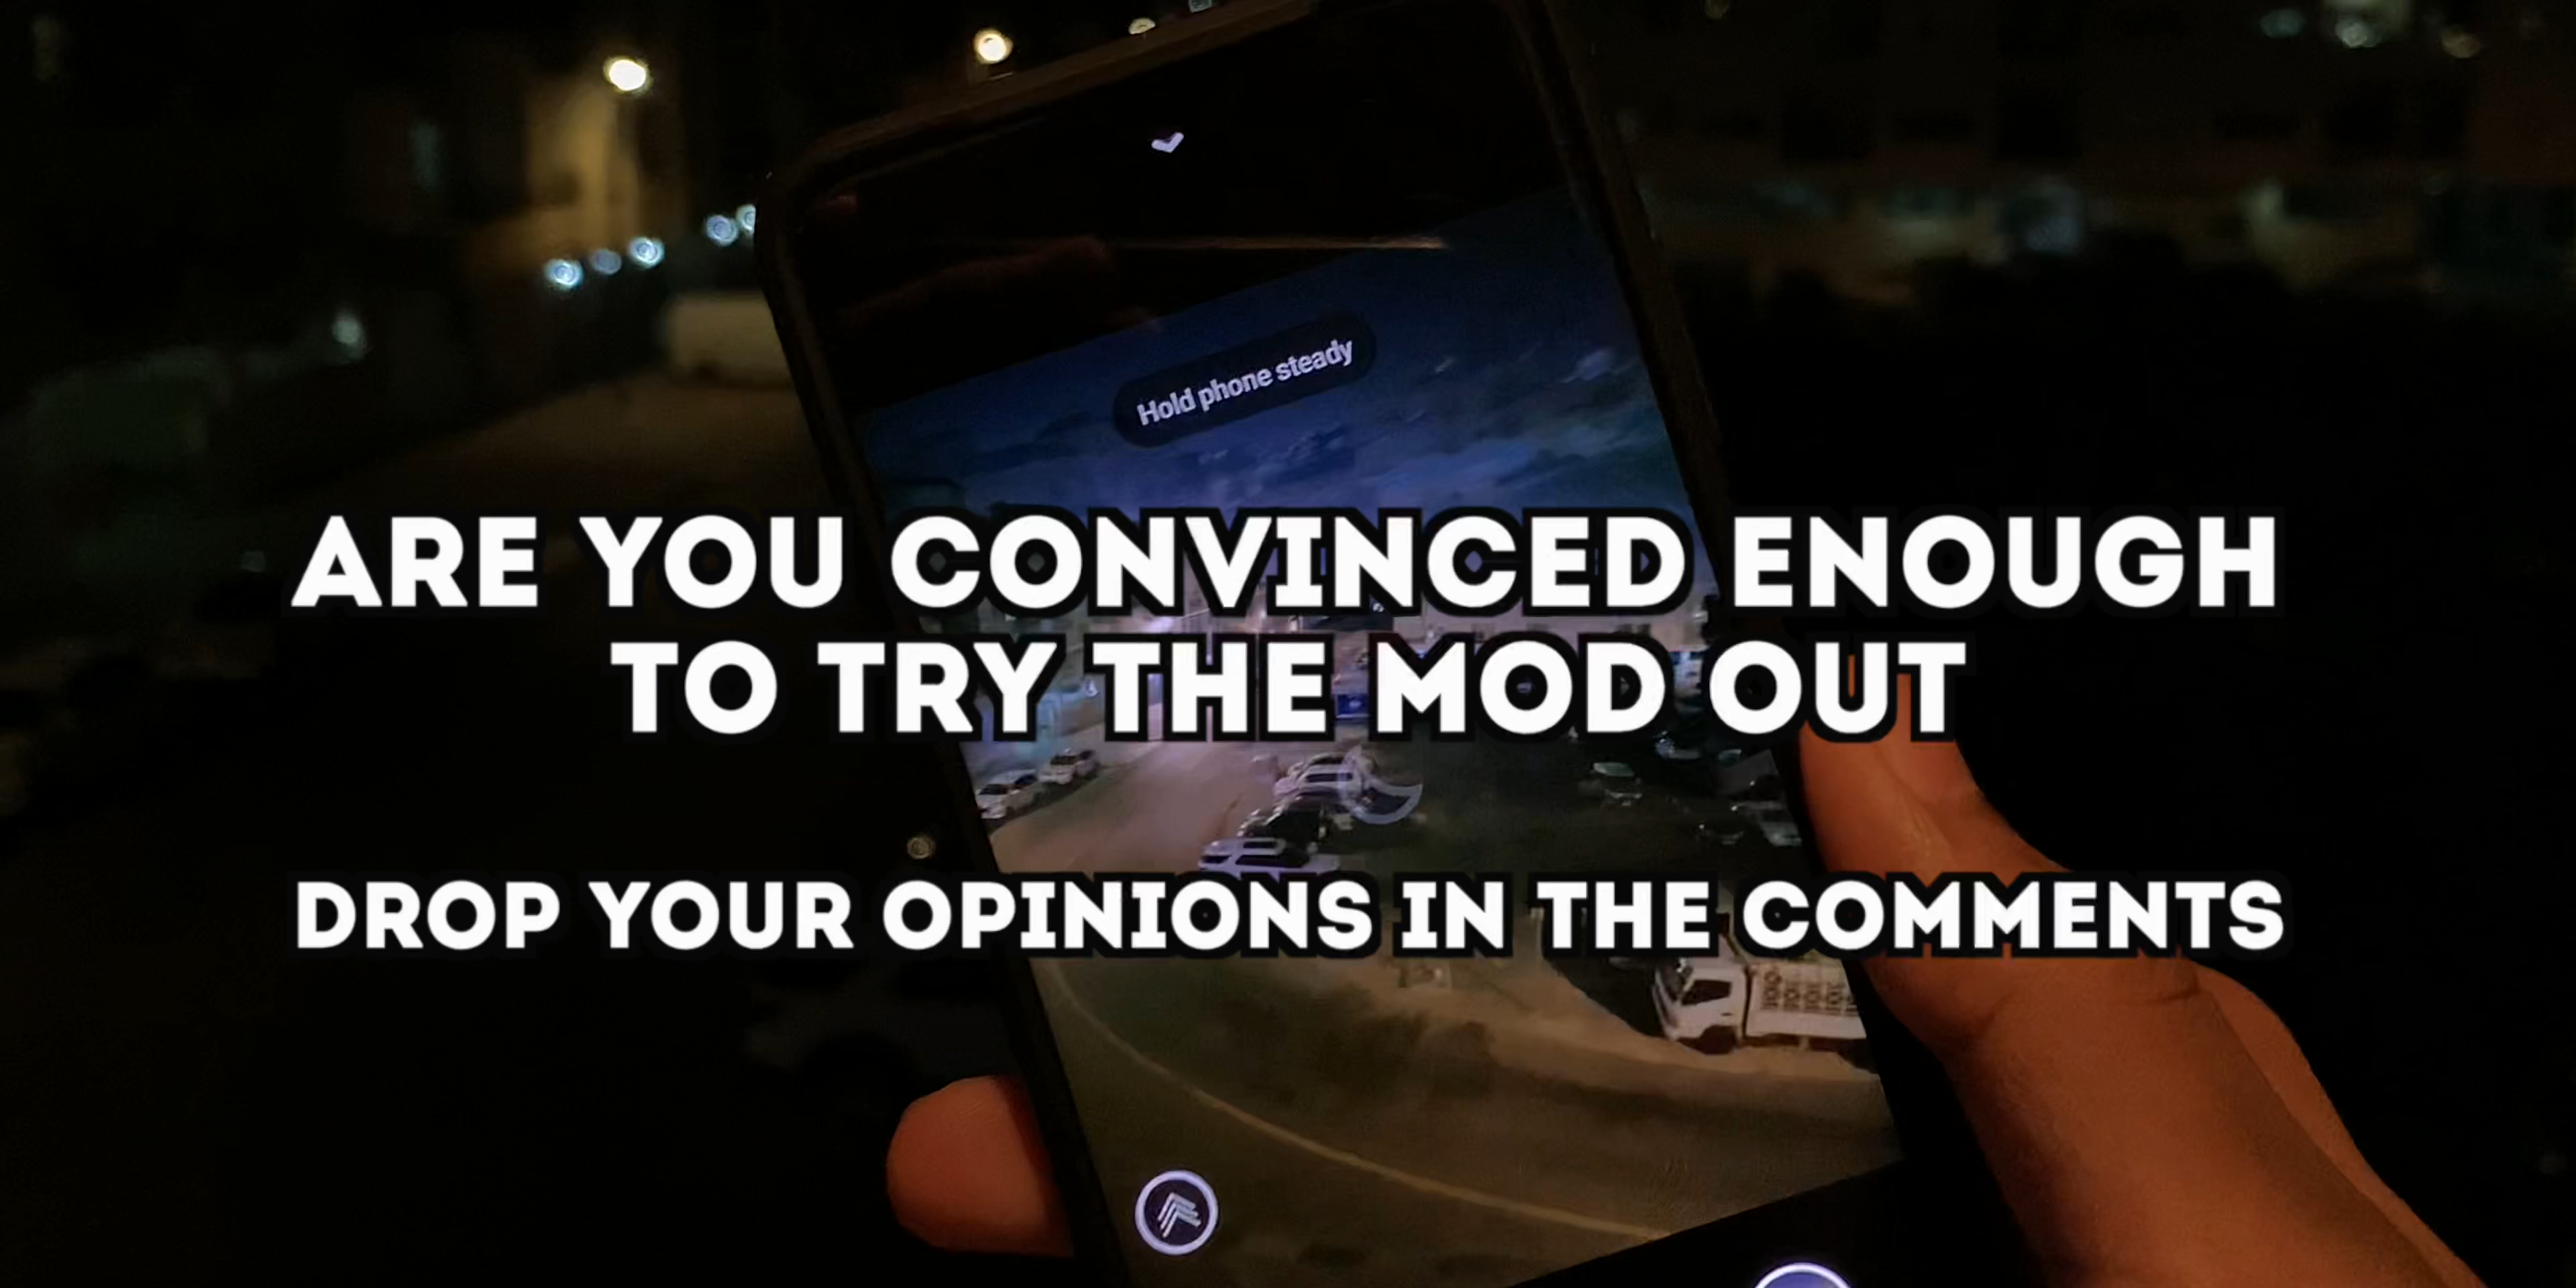 Hold phone steady
ARE YOU CONVINCED ENOUGH
TO TRY THE MOD OUT
DROP YOUR OPINIONS IN THE COMMENTS